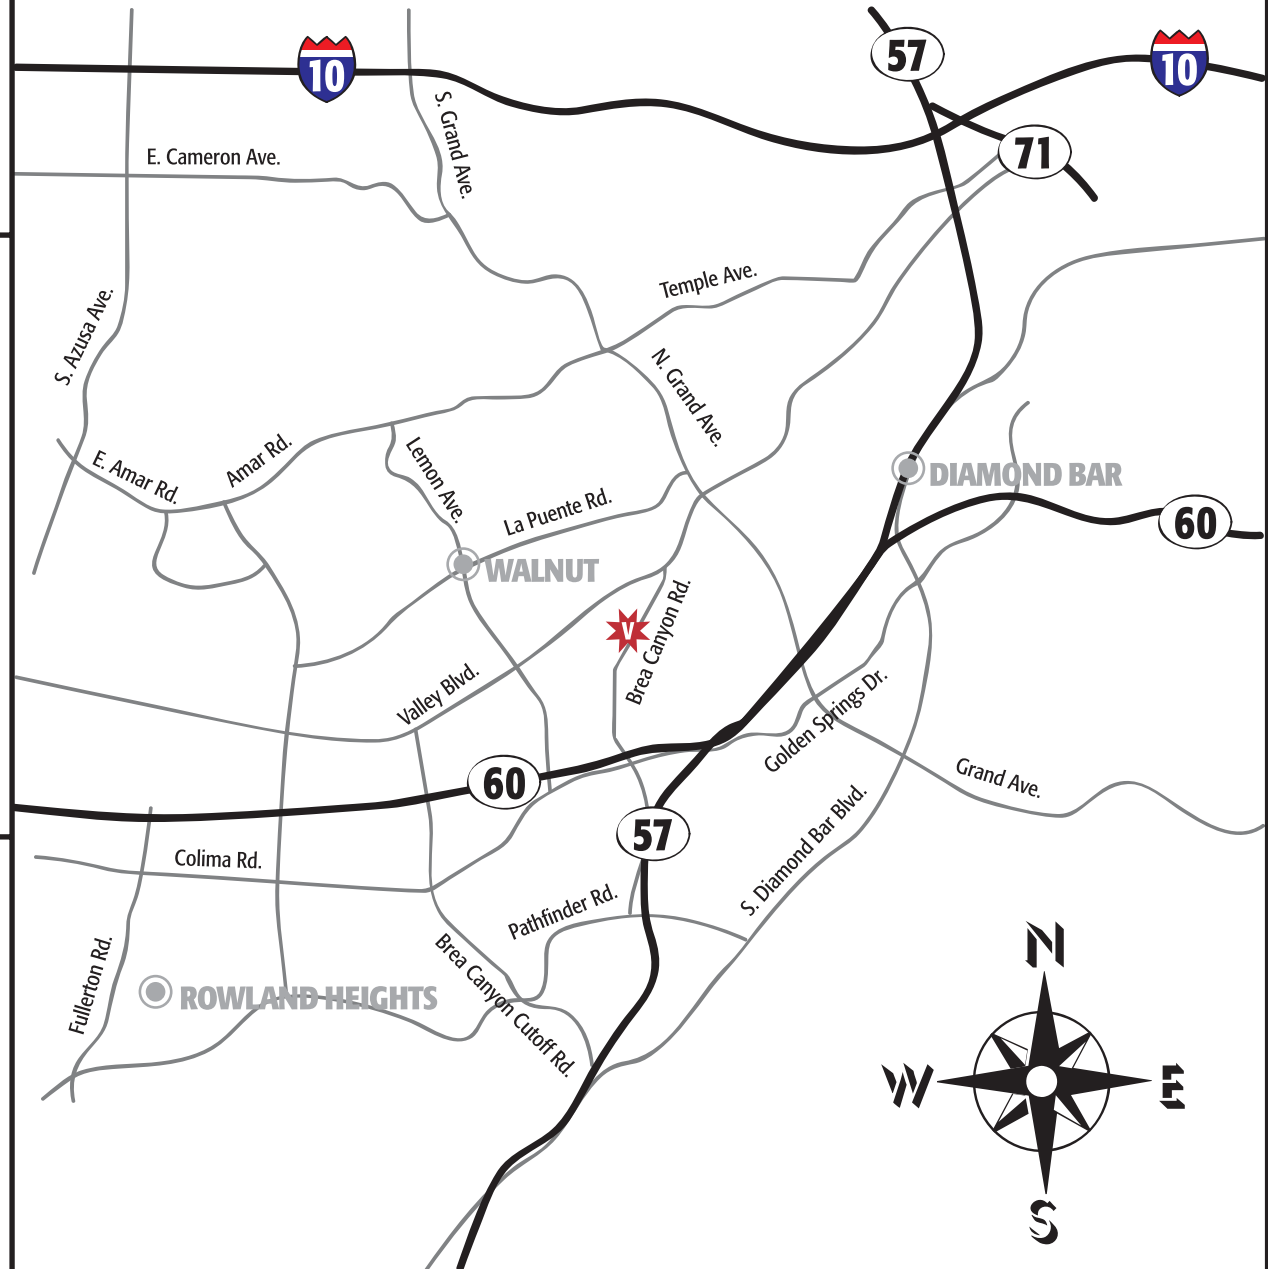 57
10
10
S. Grand Ave.
71
E. Cameron Ave.
Temple Ave.
S. Azusa Ave.
N. Grand Ave.
Amar Rd.
E. Amar Rd.
Lemon Ave.
DIAMOND BAR
La Puente Rd.
60
WALNUT
V
Brea Canyon Rd.
Valley Blvd.
Golden Springs Dr.
60
Grand Ave.
57
S. Diamond Bar Blvd.
Colima Rd.
Pathfinder Rd.
Fullerton Rd.
Brea Canyon Cutoff Rd.
ROWLAND HEIGHTS
N
W
E
S